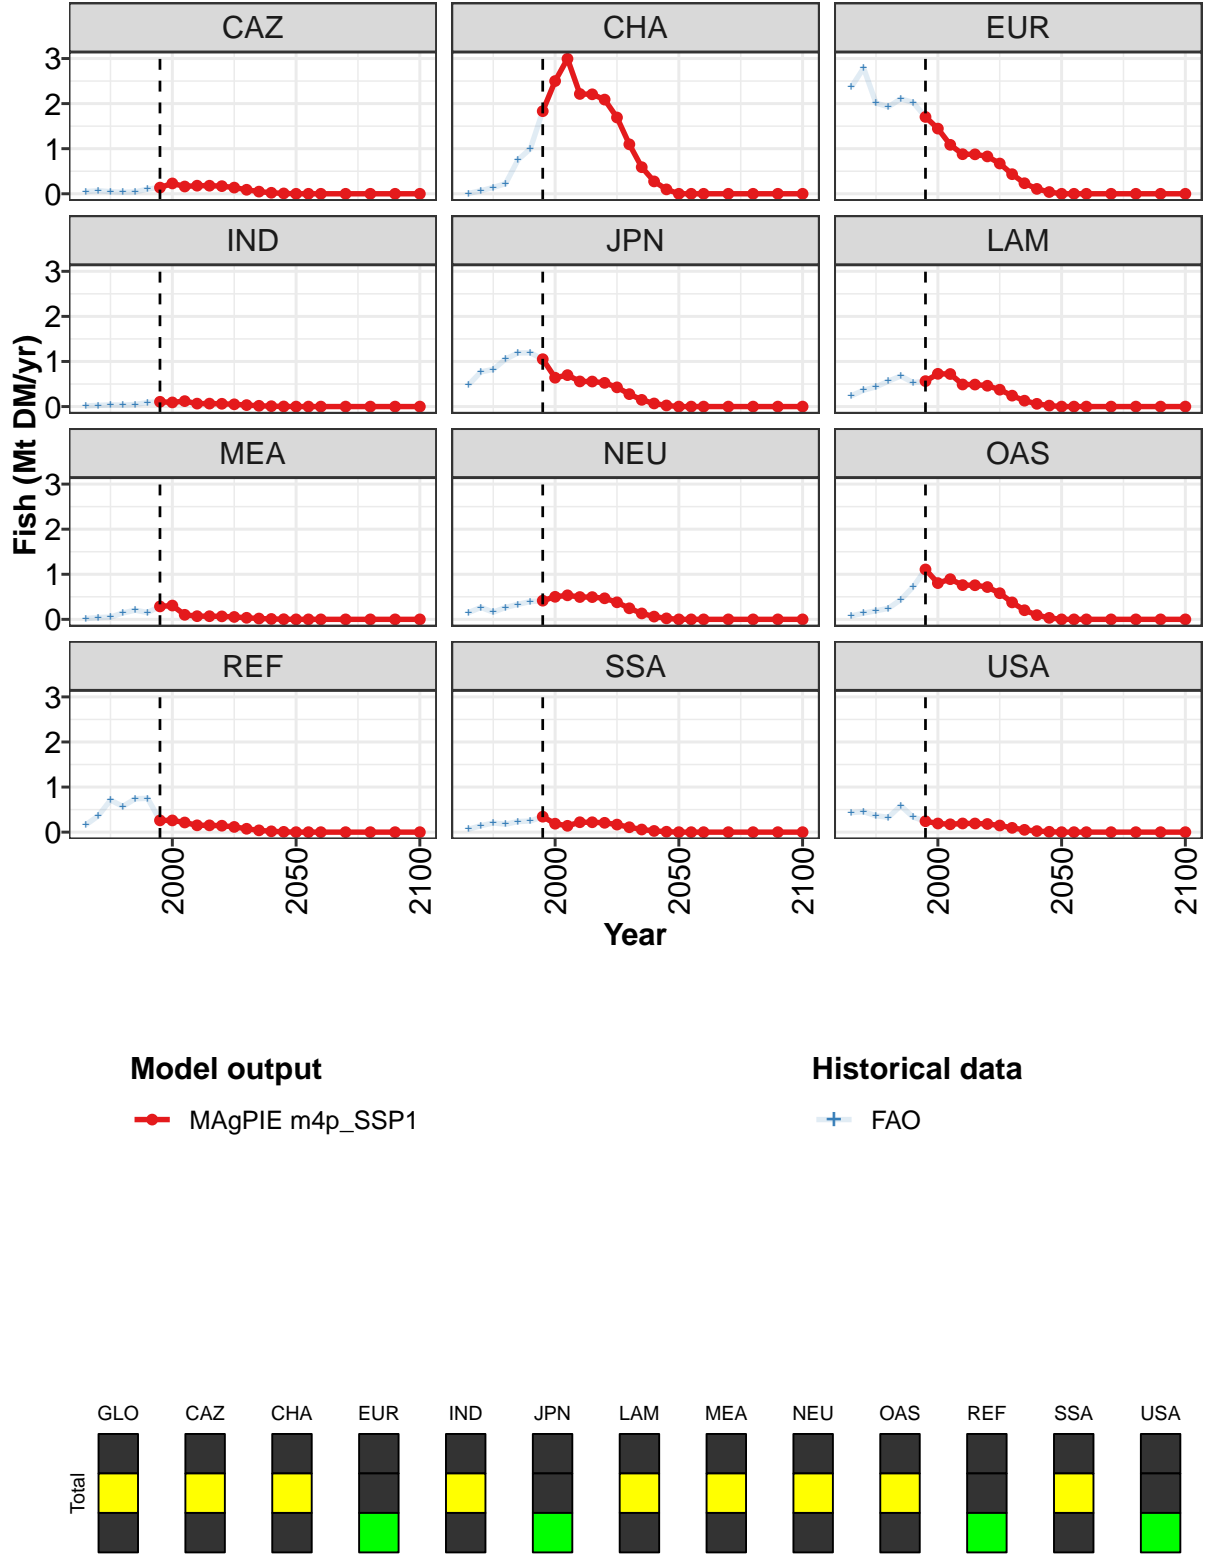 CAZ CHA EUR
3
2
1
0
IND JPN LAM
3
2
1
0
MEA NEU OAS
3
2
1
0
REF SSA USA
3
2
1
0
Fish (Mt DM/yr)
2000 2050 2100 2000 2050 2100 2000 2050 2100
Year
Model output Historical data
MAgPIE m4p_SSP1 FAO
GLO CAZ CHA EUR IND JPN LAM MEA NEU OAS REF SSA USA
Total